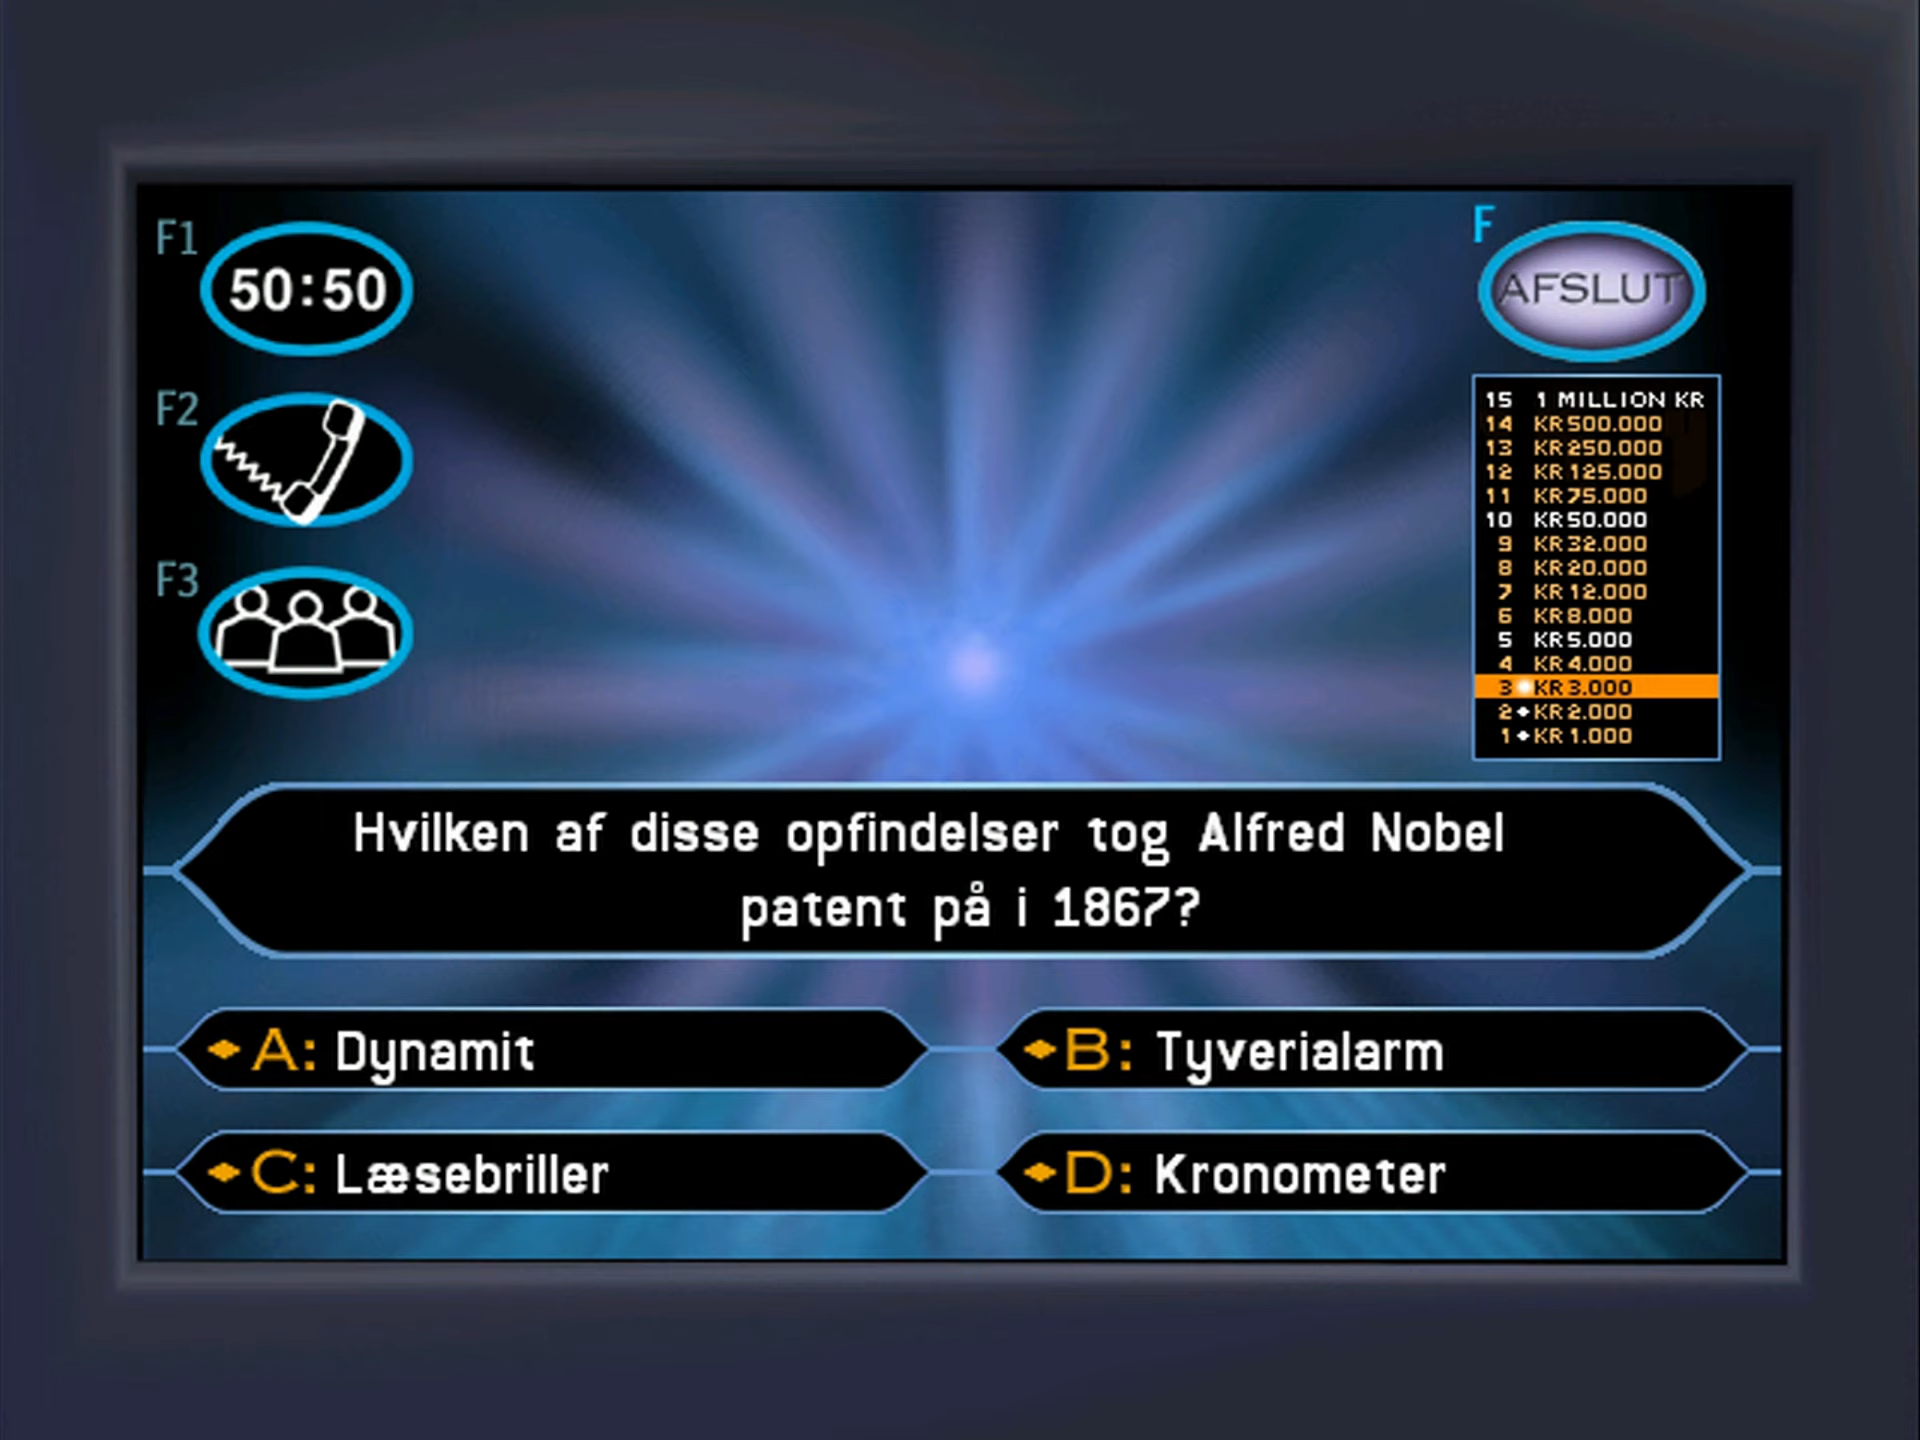 F1
50:50
F
AFSLUT
F2
F3
15 1 MILLION KR
14 KR 500.000
13 KR 250.000
12 KR 125.000
11 KR 75.000
10 KR 50.000
9 KR 32.000
8 KR 20.000
7 KR 12.000
6 KR 8.000
5 KR 5.000
4 KR 4.000
3 KR 3.000
2 KR 2.000
1 KR 1.000
Hvilken af disse opfindelser tog Alfred Nobel
patent på i 1867?
A: Dynamit
B: Tyverialarm
C: Læsebriller
D: Kronometer